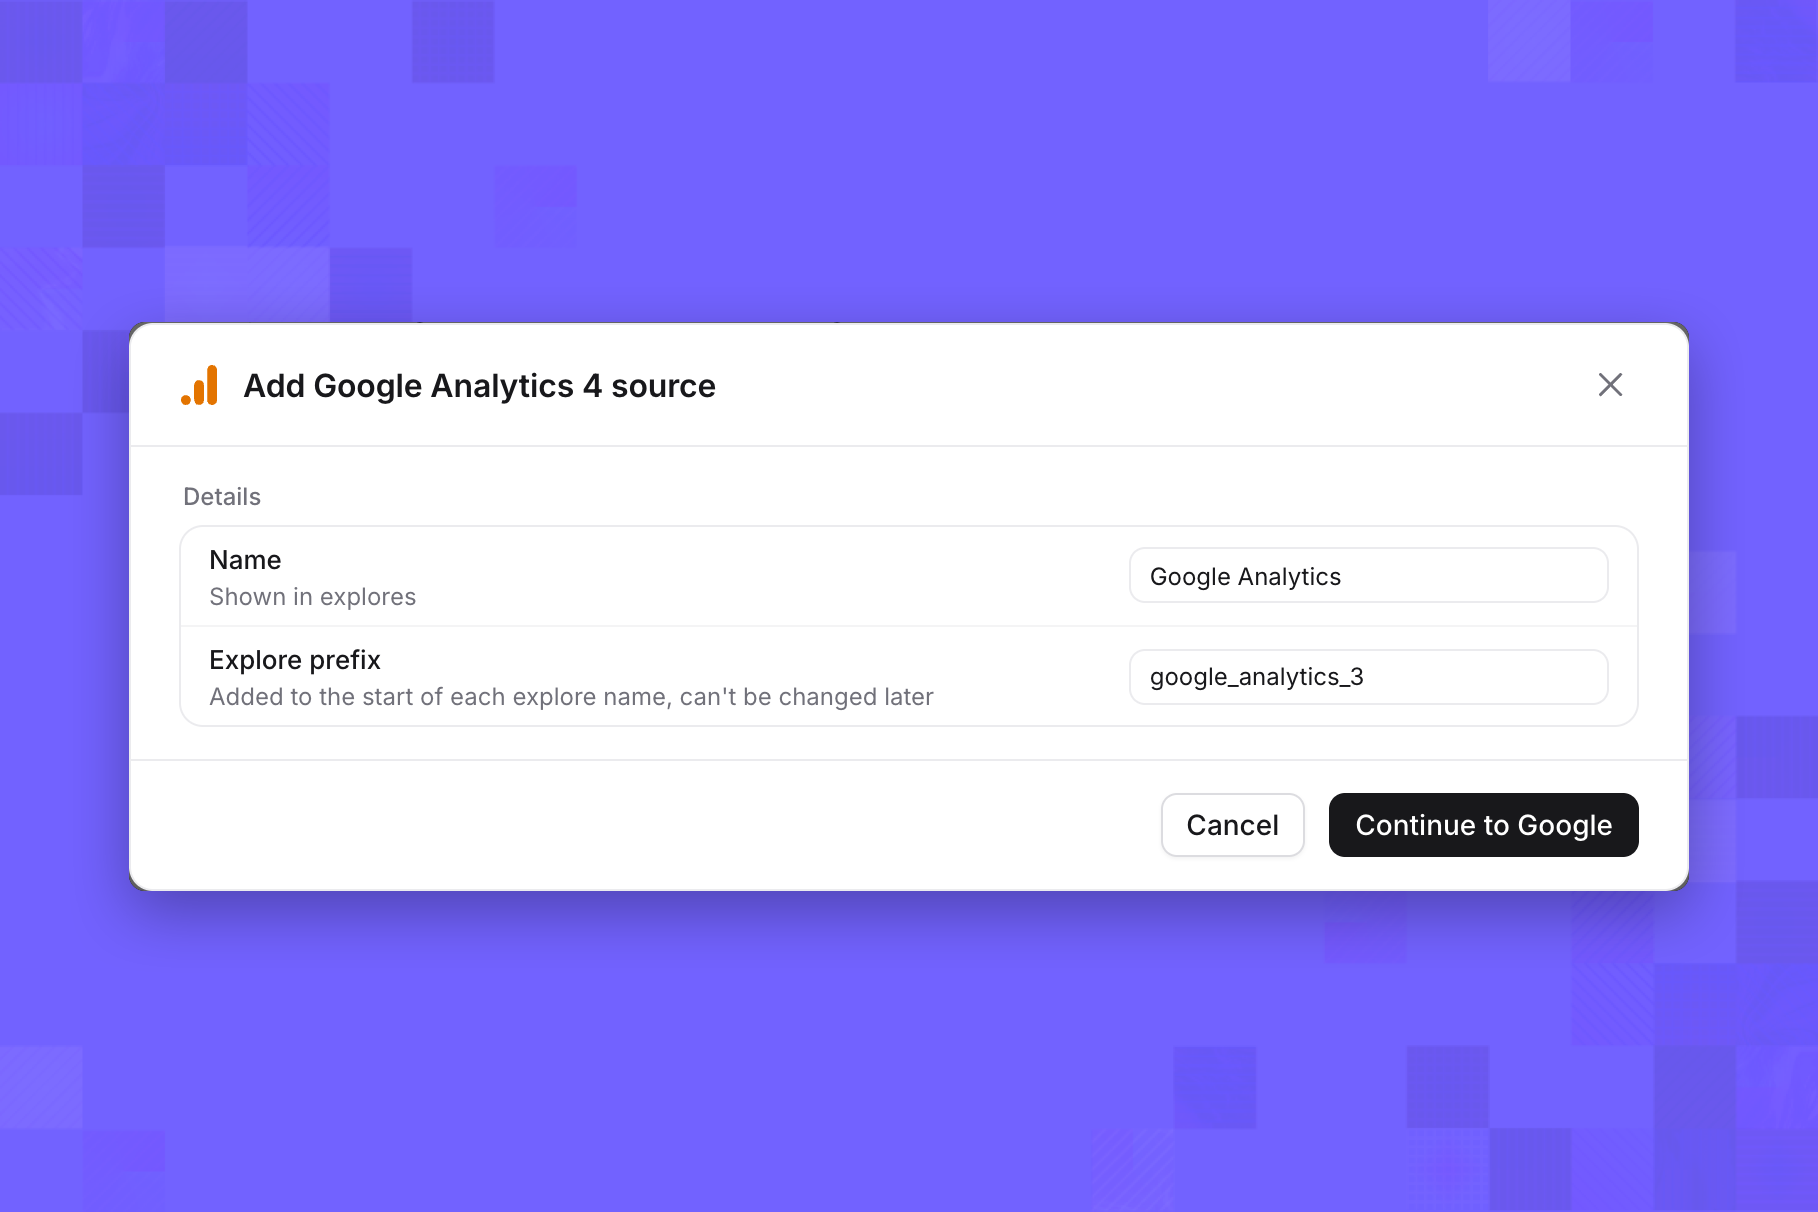 Add Google Analytics 4 source
Details
Name
Shown in explores
Google Analytics
Explore prefix
Added to the start of each explore name, can't be changed later
google_analytics_3
Cancel
Continue to Google